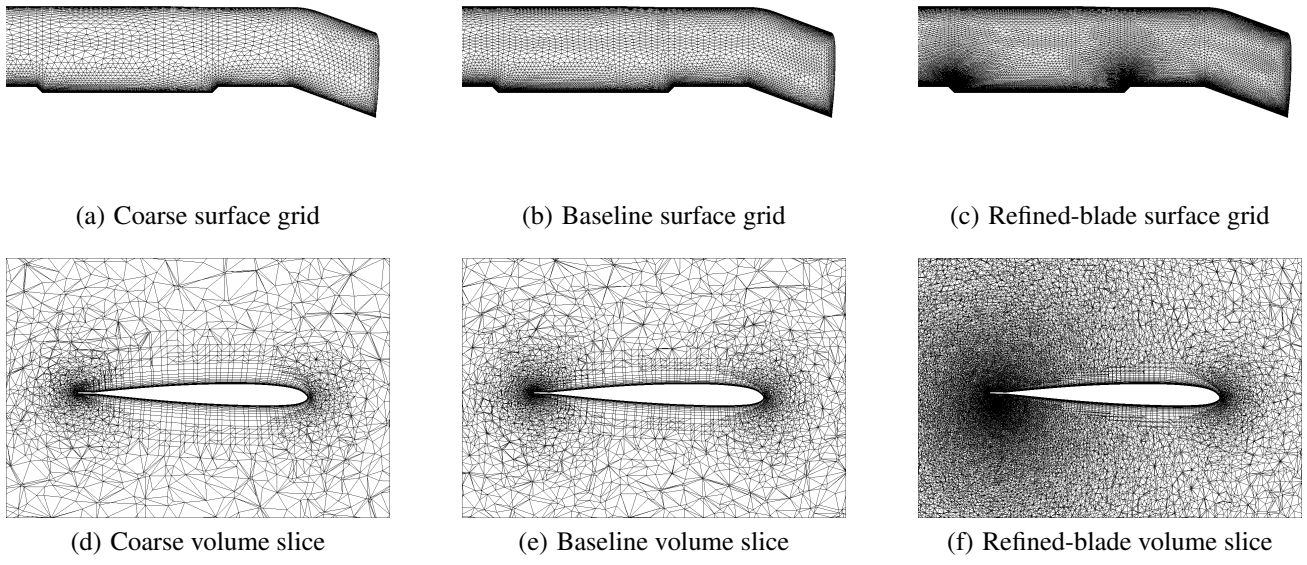 (a) Coarse surface grid
(b) Baseline surface grid
(c) Refined-blade surface grid
(d) Coarse volume slice
(e) Baseline volume slice
(f) Refined-blade volume slice